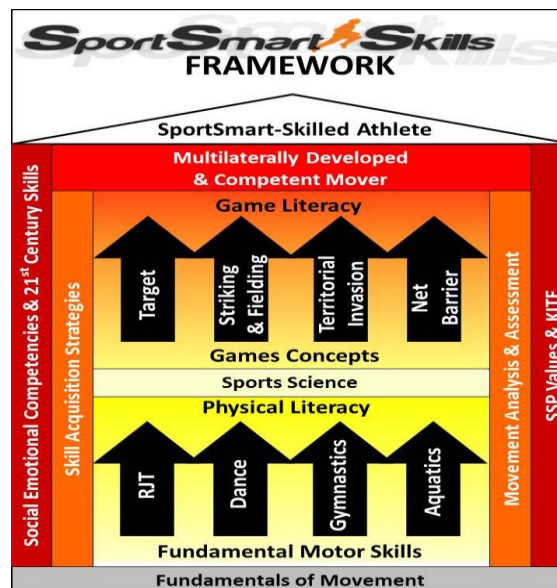 SportSmart Skills
FRAMEWORK
SportSmart-Skilled Athlete
Multilaterally Developed
& Competent Mover
Social Emotional Competencies & 21st Century Skills
Skill Acquisition Strategies
Game Literacy
Target
Striking
& Fielding
Territorial
Invasion
Net
Barrier
Games Concepts
Sports Science
Physical Literacy
RJT
Dance
Gymnastics
Aquatics
Fundamental Motor Skills
Movement Analysis & Assessment
SSP Values & KITE
Fundamentals of Movement